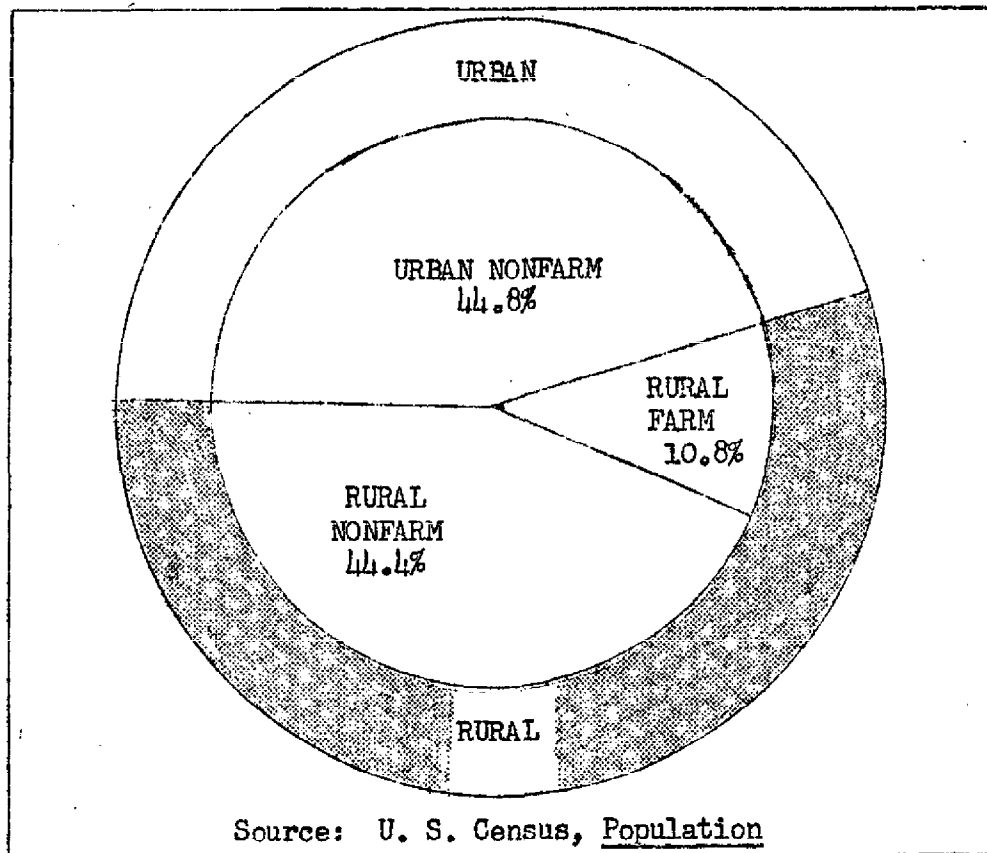 URBAN
URBAN NONFARM
44.8%
RURAL
FARM
10.8%
RURAL
NONFARM
44.4%
RURAL
Source: U. S. Census, Population